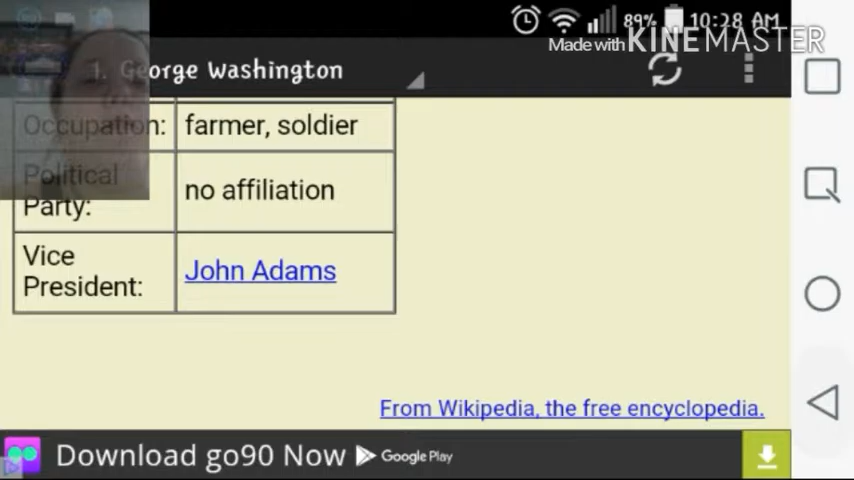 89% 10:28 AM
Made with KINEMASTER
1. George Washington
Occupation: farmer, soldier
Political
Party:
no affiliation
Vice
President:
John Adams
From Wikipedia, the free encyclopedia.
Download go90 Now Google Play